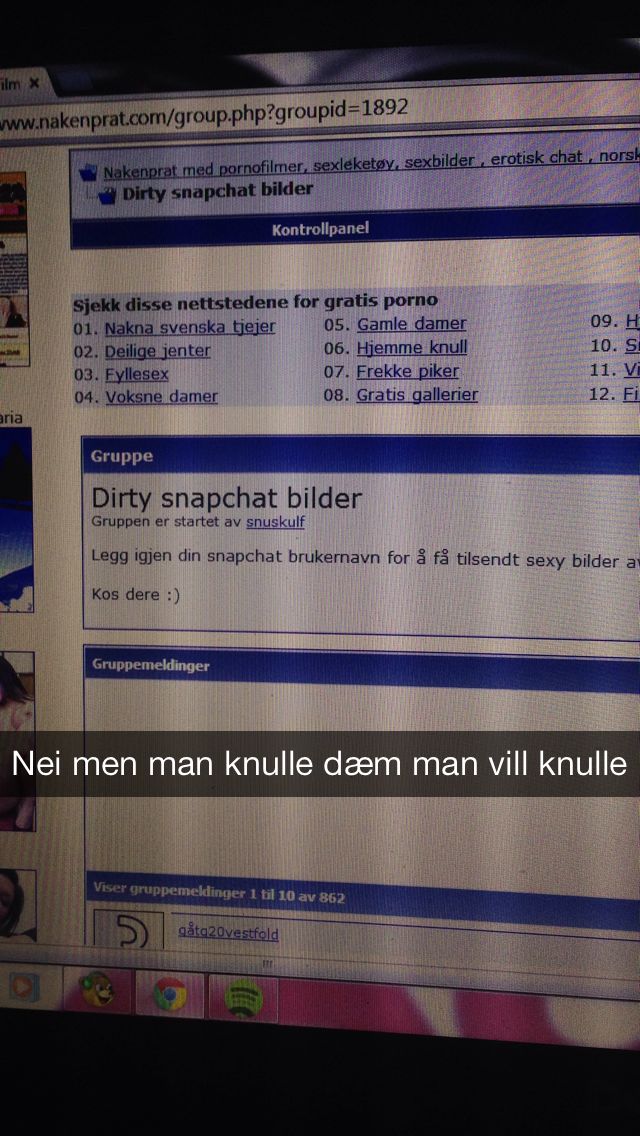 ilm
www.nakenprat.com/group.php?groupid=1892
Nakenprat med pornofilmer, sexleketøy, sexbilder , erotisk chat , norsk
Dirty snapchat bilder
Kontrollpanel
Sjekk disse nettstedene for gratis porno
01. Nakna svenska tjejer
02. Deilige jenter
03. Fyllesex
04. Voksne damer
05. Gamle damer
06. Hjemme knull
07. Frekke piker
08. Gratis gallerier
09.
10.
11. Vi
12. Fi
aria
Gruppe
Dirty snapchat bilder
Gruppen er startet av snuskulf
Legg igjen din snapchat brukernavn for å få tilsendt sexy bilder av
Kos dere :)
Gruppemeldinger
Nei men man knulle dæm man vill knulle
Viser gruppemeldinger 1 til 10 av 862